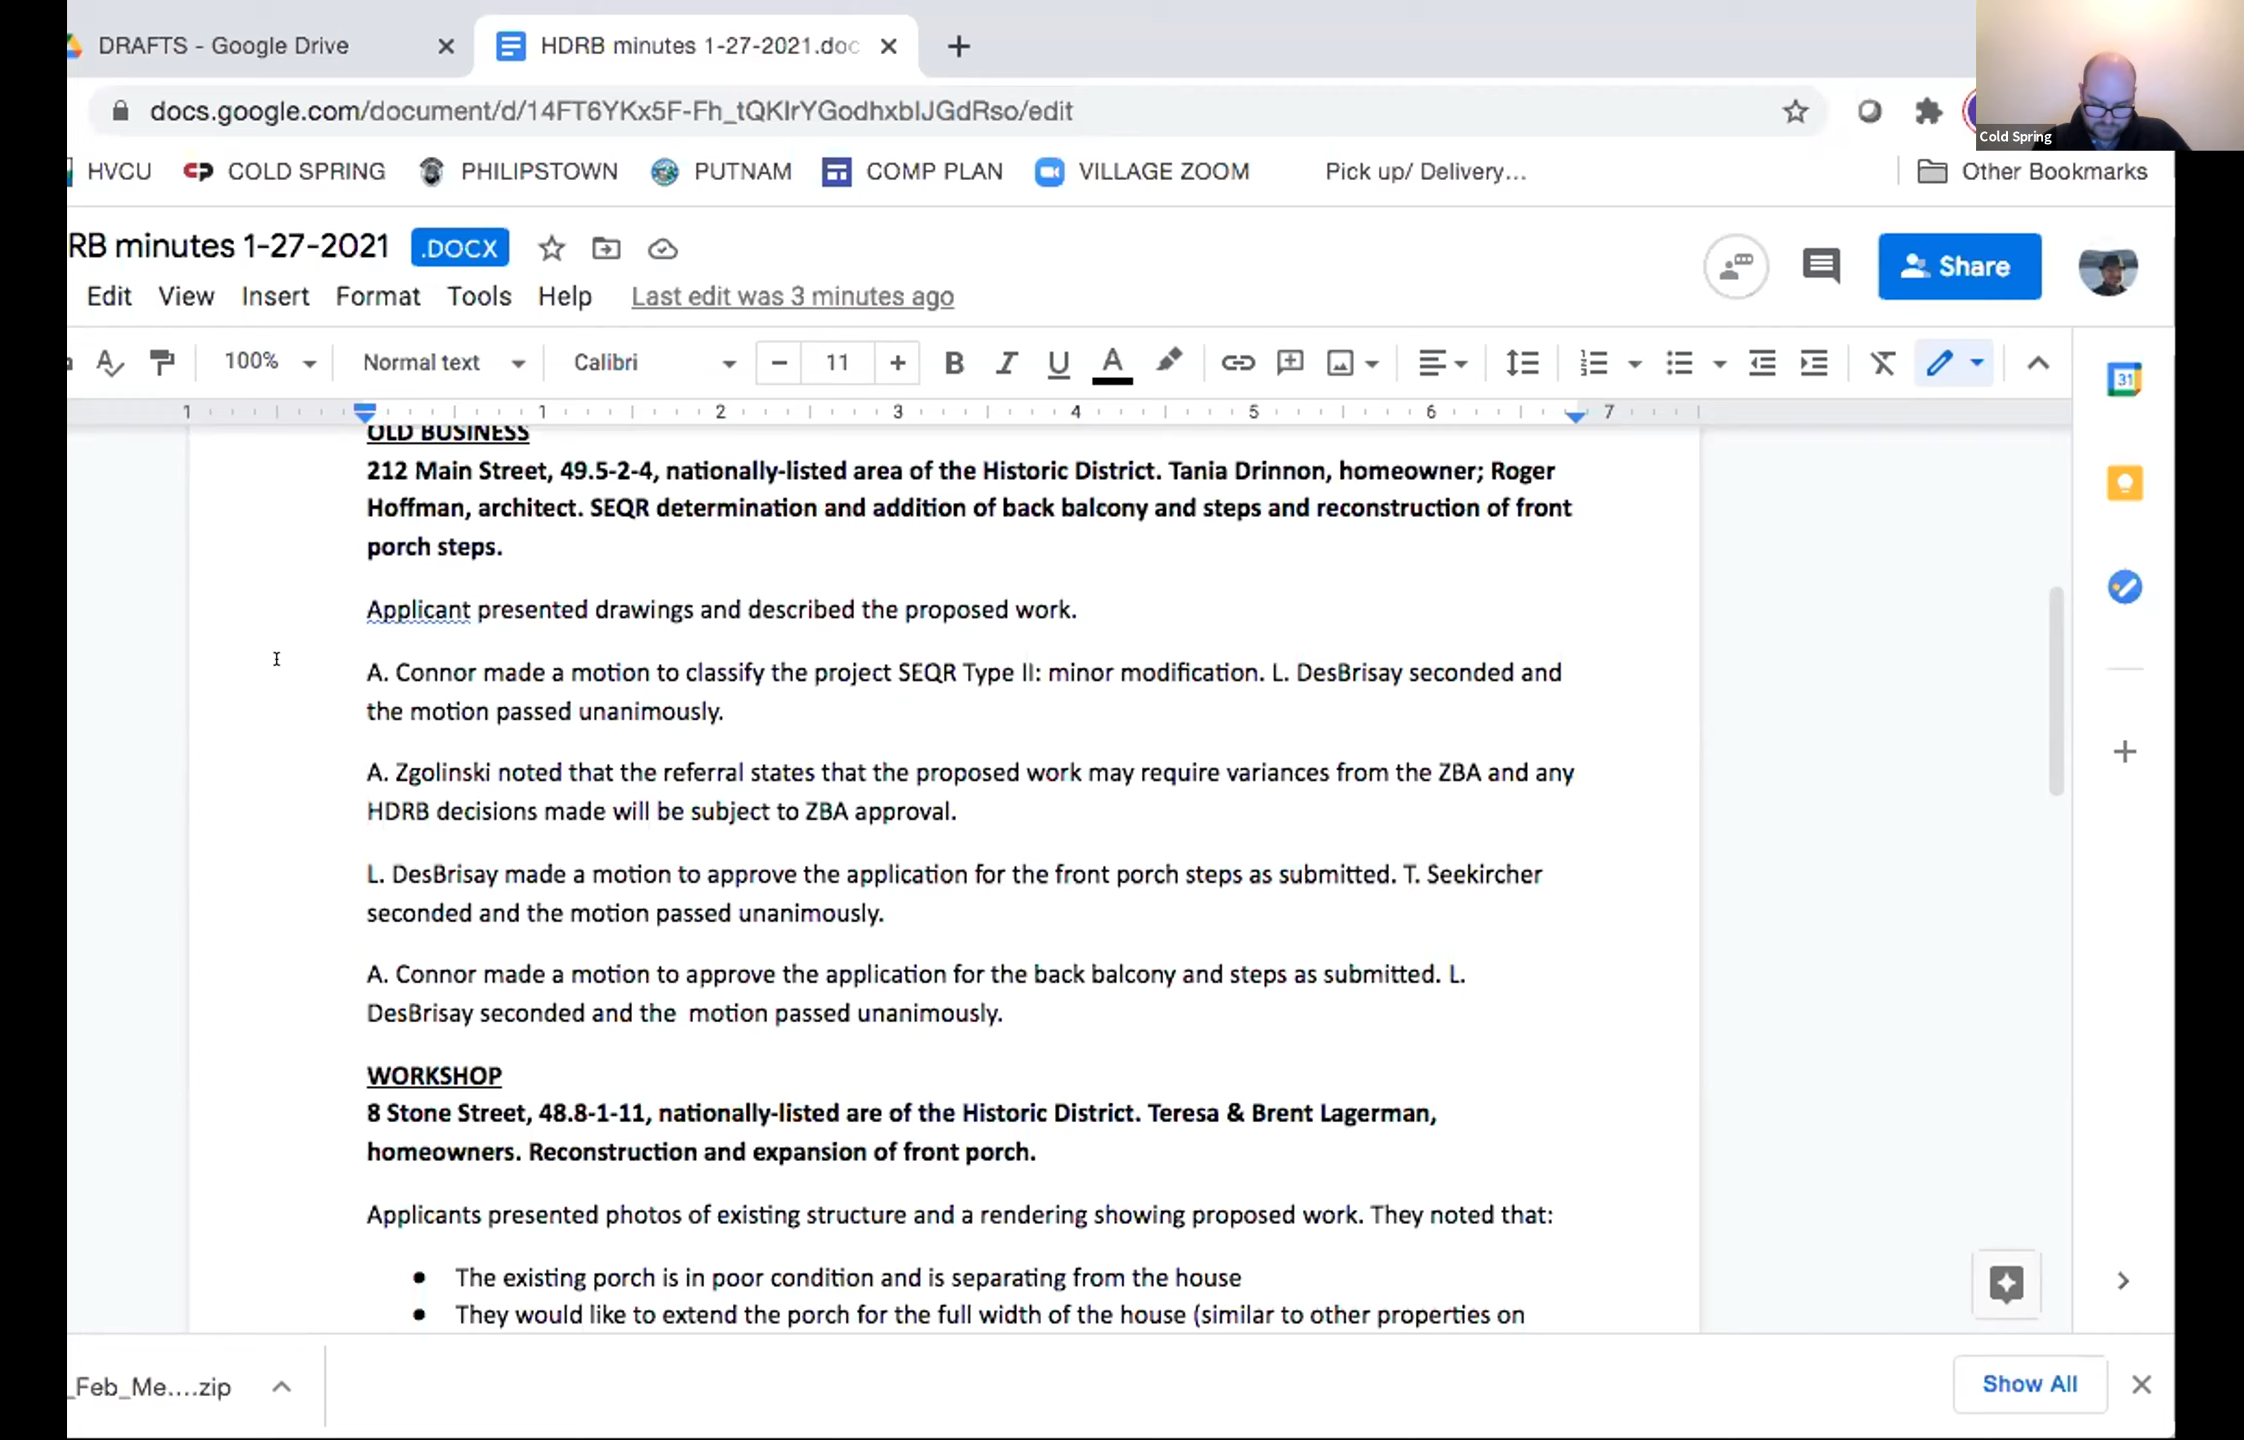 DRAFTS - Google Drive
HDRB minutes 1-27-2021.doc
docs.google.com/document/d/14FT6YKx5F-Fh_tQKIrYGodhxbIJGdRso/edit
HVCU COLD SPRING PHILIPSTOWN PUTNAM COMP PLAN VILLAGE ZOOM Pick up/ Delivery... Other Bookmarks
Cold Spring
RB minutes 1-27-2021 .DOCX
Share
Edit View Insert Format Tools Help Last edit was 3 minutes ago
100% Normal text Calibri 11 B I U A
31
1 1 2 3 4 5 6 7
OLD BUSINESS
212 Main Street, 49.5-2-4, nationally-listed area of the Historic District. Tania Drinnon, homeowner; Roger
Hoffman, architect. SEQR determination and addition of back balcony and steps and reconstruction of front
porch steps.
Applicant presented drawings and described the proposed work.
A. Connor made a motion to classify the project SEQR Type II: minor modification. L. DesBrisay seconded and
the motion passed unanimously.
A. Zgolinski noted that the referral states that the proposed work may require variances from the ZBA and any
HDRB decisions made will be subject to ZBA approval.
L. DesBrisay made a motion to approve the application for the front porch steps as submitted. T. Seekircher
seconded and the motion passed unanimously.
A. Connor made a motion to approve the application for the back balcony and steps as submitted. L.
DesBrisay seconded and the  motion passed unanimously.
WORKSHOP
8 Stone Street, 48.8-1-11, nationally-listed are of the Historic District. Teresa & Brent Lagerman,
homeowners. Reconstruction and expansion of front porch.
Applicants presented photos of existing structure and a rendering showing proposed work. They noted that:
● The existing porch is in poor condition and is separating from the house
● They would like to extend the porch for the full width of the house (similar to other properties on
_Feb_Me....zip
Show All